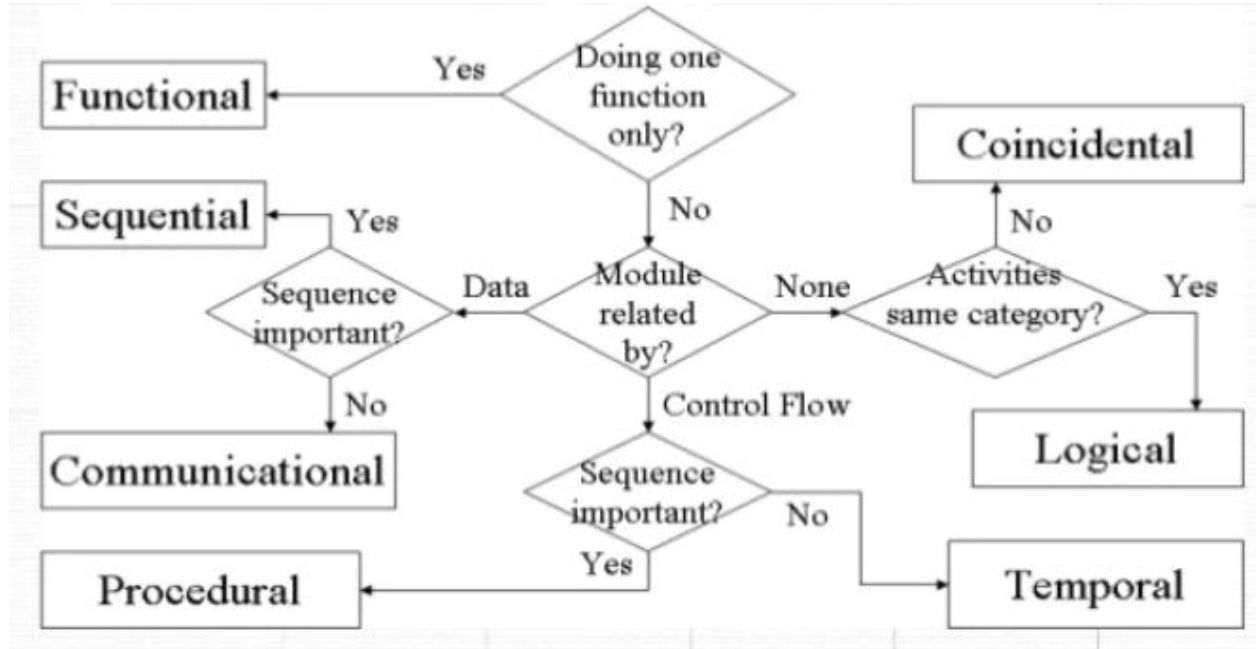 Doing one
function
only?
Yes
Functional
No
Coincidental
Sequential
Yes
No
Sequence
important?
Data
Module
related
by?
None
Activities
same category?
Yes
No
Control Flow
Logical
Communicational
Sequence
important?
No
Yes
Procedural
Temporal